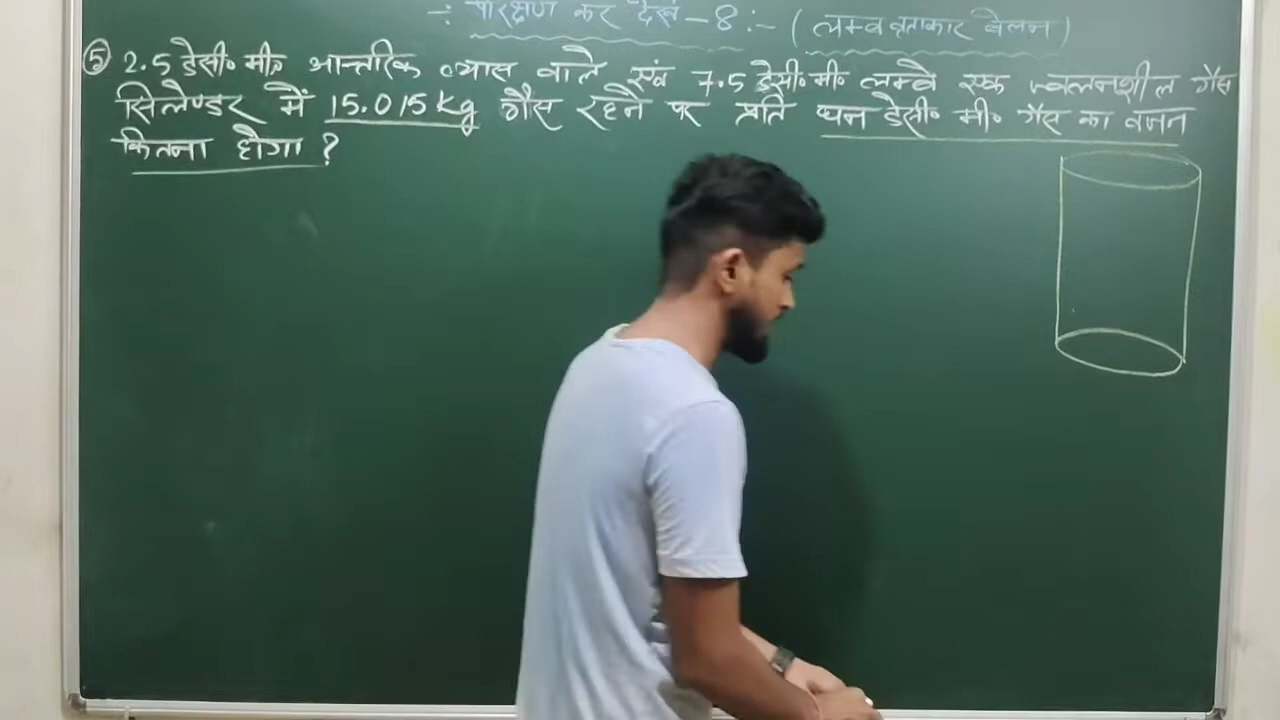 -: परिक्षण कर देखें - 8 :- ( लम्ब वृताकार बेलन )
⑤ 2.5 डेसी॰ मी॰ आन्तरिक व्यास वाले एवं 7.5 डेसी॰ मी॰ लम्बे एक ज्वलनशील गैस
सिलेण्डर में 15.015 kg गैस रहने पर प्रति घन डेसी॰ मी॰ गैस का वजन
कितना होगा ?